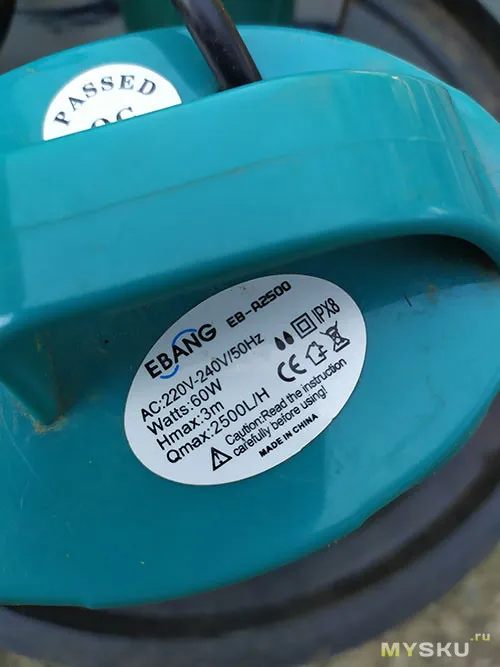 PASSED
QC
EBANG EB-A2500
AC:220V-240V/50Hz IPX8
Watts:60W CE
Hmax:3m
Qmax:2500L/H
Caution:Read the instruction
carefully before using!
MADE IN CHINA
MYSKU.ru